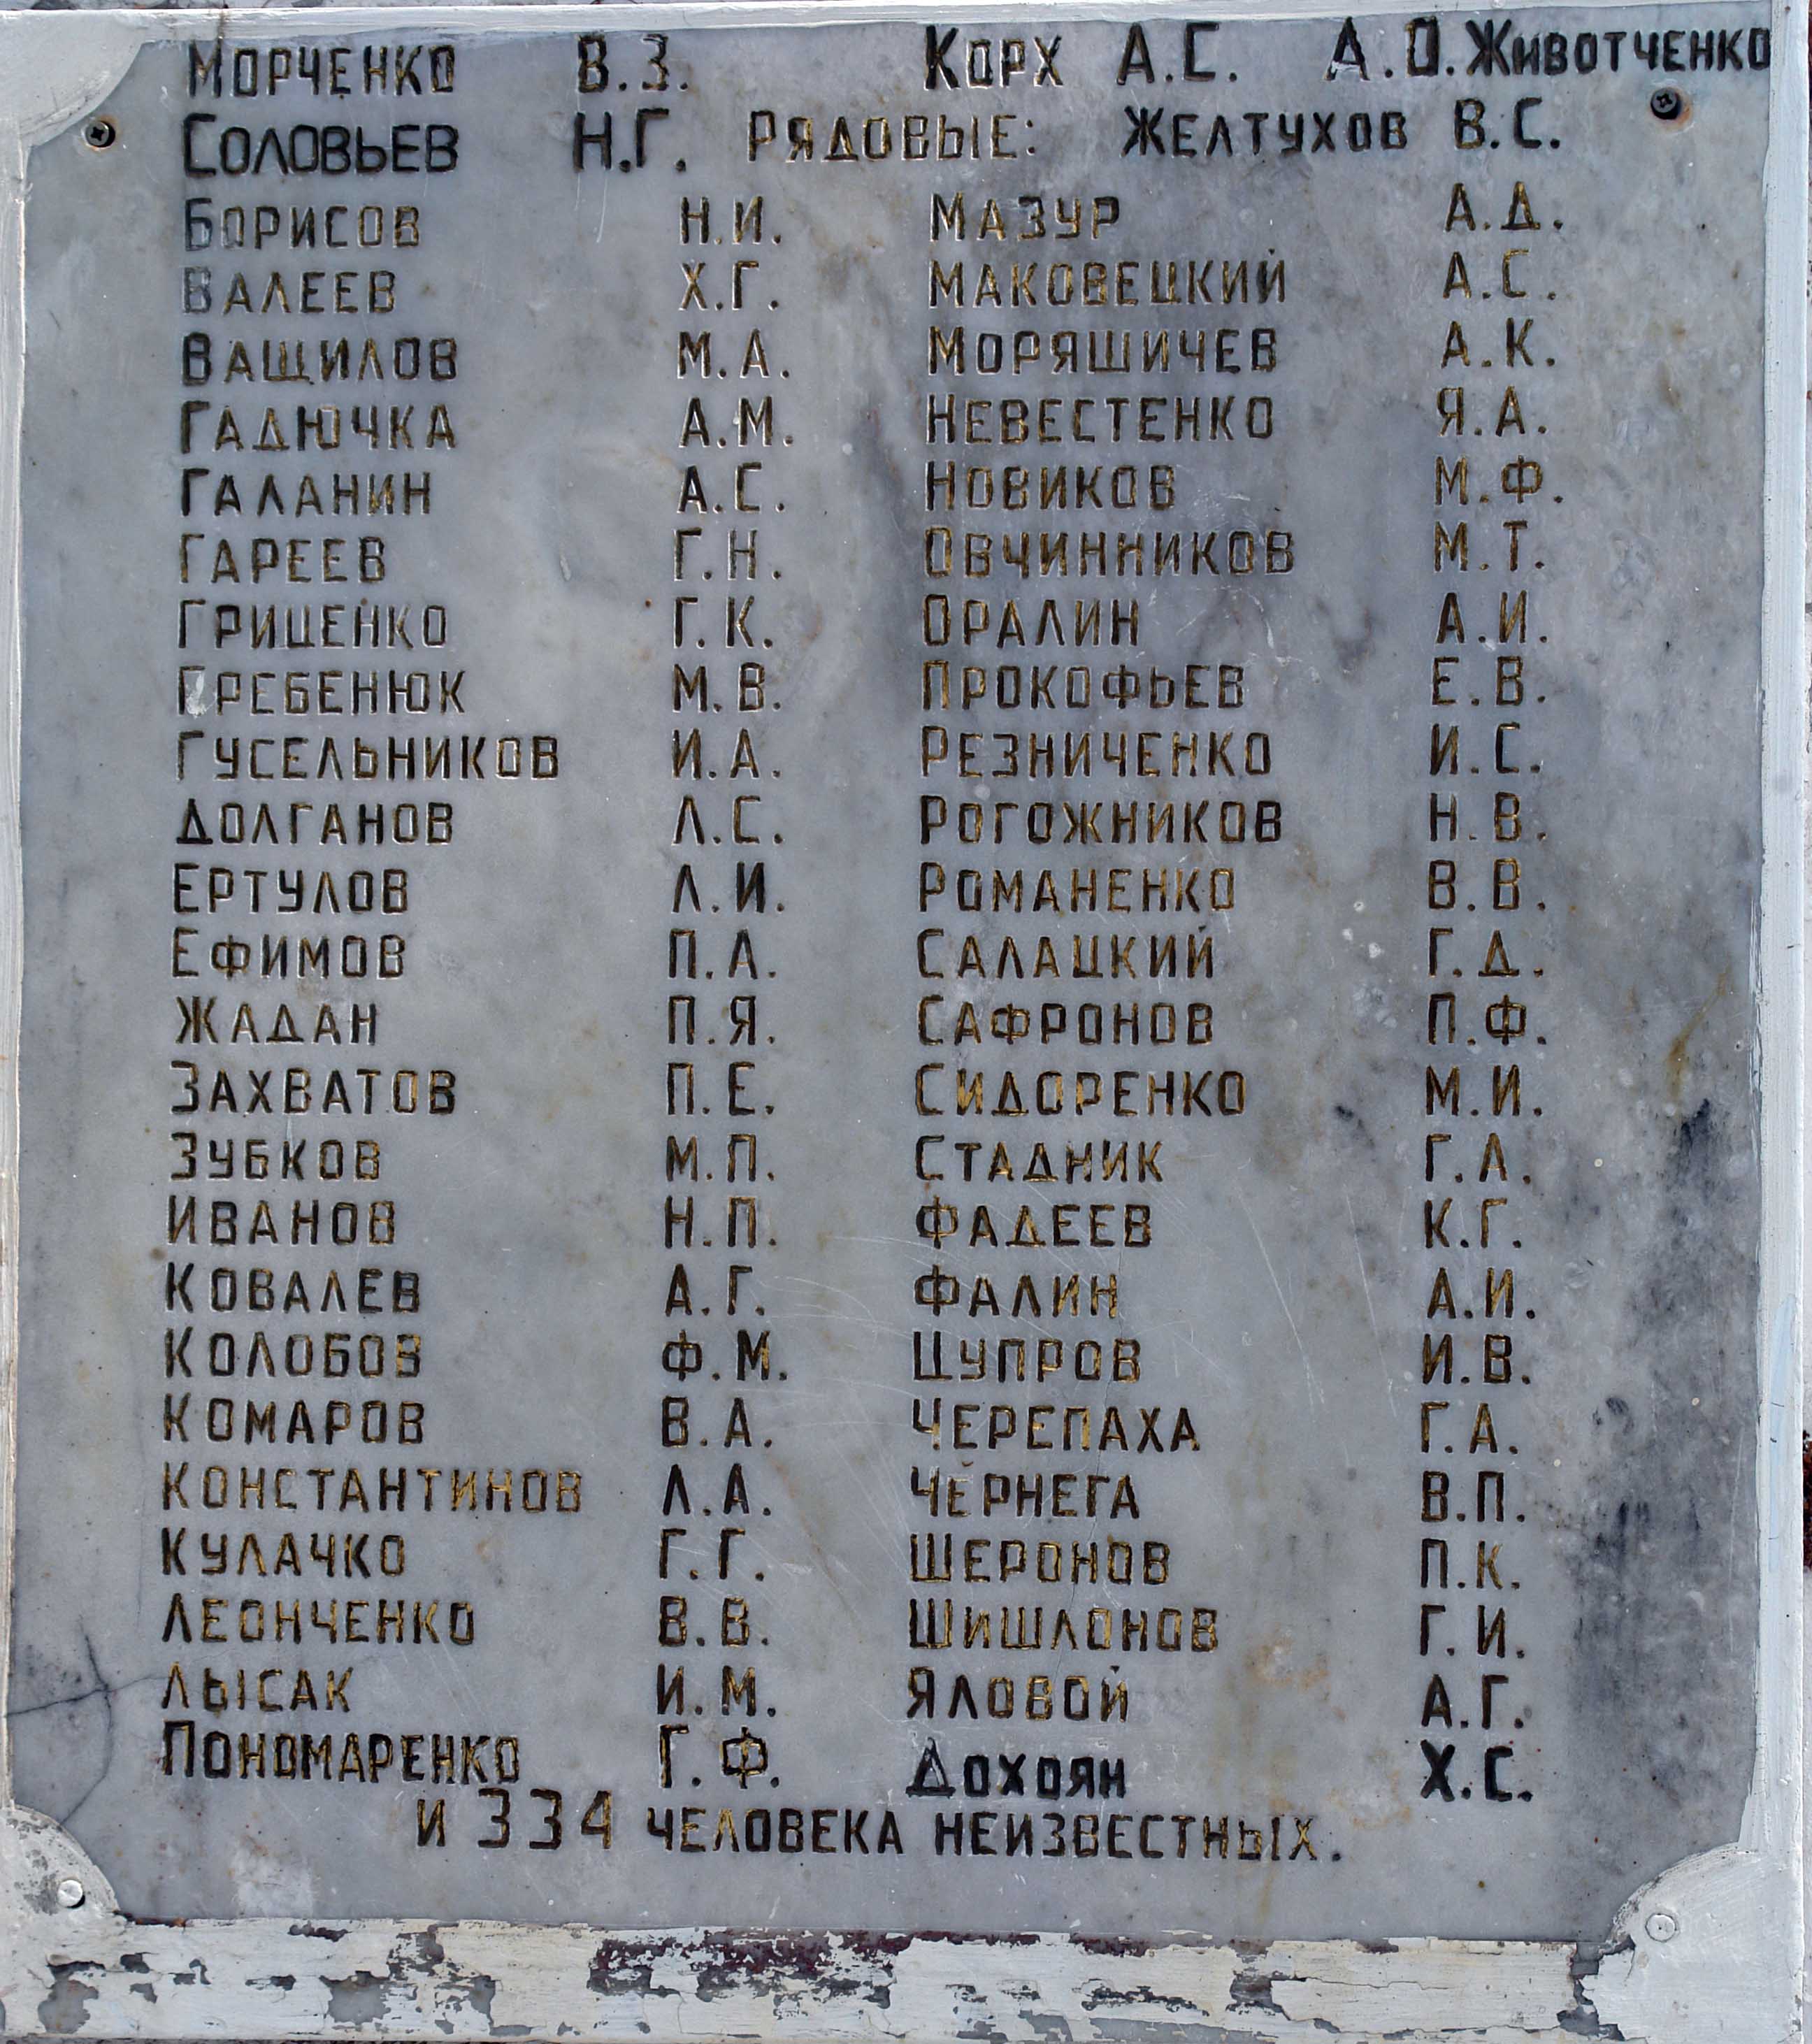 Морченко В.З. Корх А.С. А.О.Животченко
Соловьев Н.Г. Рядовые: Желтухов В.С.
Борисов Н.И. Мазур А.Д.
Валеев Х.Г. Маковецкий А.С.
Ващилов М.А. Моряшичев А.К.
Гадючка А.М. Невестенко Я.А.
Галанин А.С. Новиков М.Ф.
Гареев Г.Н. Овчинников М.Т.
Гриценко Г.К. Оралин А.И.
Гребенюк М.В. Прокофьев Е.В.
Гусельников И.А. Резниченко И.С.
Долганов Л.С. Рогожников Н.В.
Ертулов Л.И. Романенко В.В.
Ефимов П.А. Салацкий Г.Д.
Жадан П.Я. Сафронов П.Ф.
Захватов П.Е. Сидоренко М.И.
Зубков М.П. Стадник Г.Л.
Иванов Н.П. Фадеев К.Г.
Ковалев А.Г. Фалин А.И.
Колобов Ф.М. Цупров И.В.
Комаров В.А. Черепаха Г.А.
Константинов Л.А. Чернега В.П.
Кулачко Г.Г. Шеронов П.К.
Леонченко В.В. Шишлонов Г.И.
Лысак И.М. Яловой А.Г.
Пономаренко Г.Ф. Дохоян Х.С.
и 334 человека неизвестных.